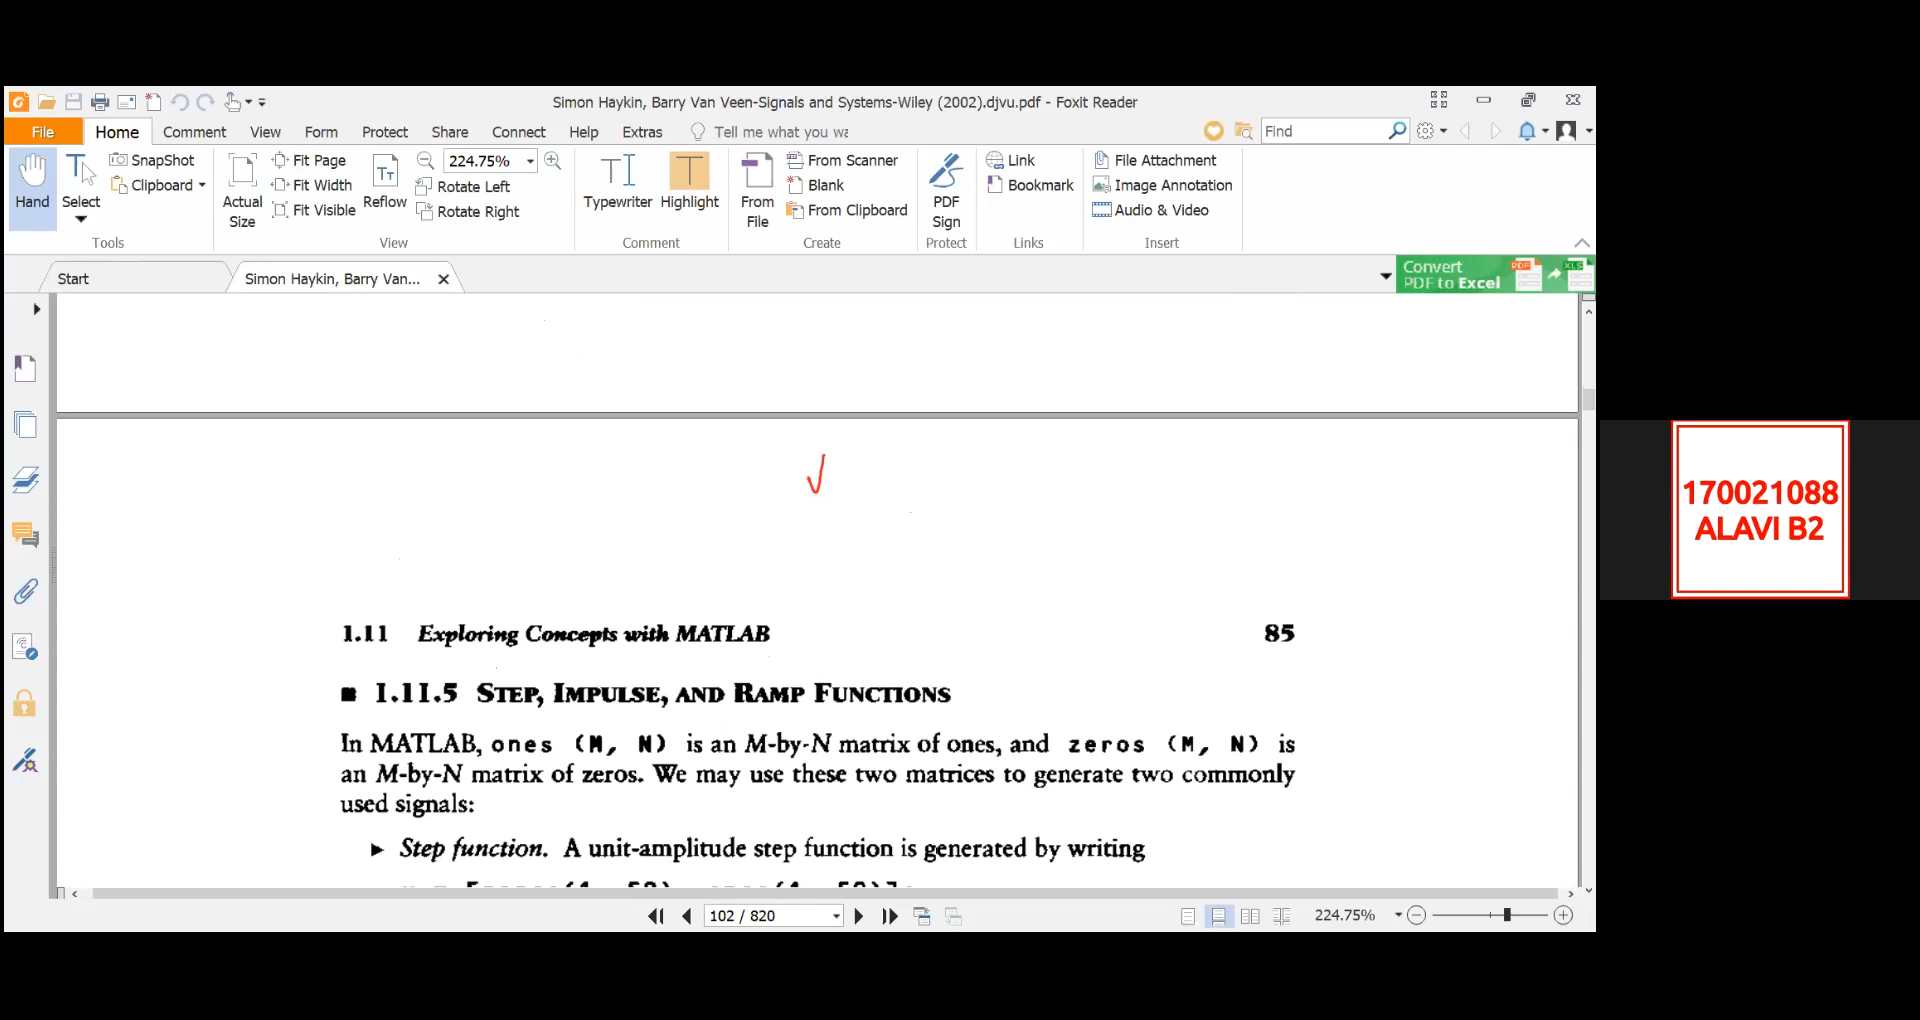 Simon Haykin, Barry Van Veen-Signals and Systems-Wiley (2002).djvu.pdf - Foxit Reader
File Home Comment View Form Protect Share Connect Help Extras Tell me what you wa Find
Hand
Select
SnapShot
Clipboard
Tools
Actual
Size
Fit Page
Fit Width
Fit Visible
Reflow
224.75%
Rotate Left
Rotate Right
View
Typewriter
Highlight
Comment
From
File
From Scanner
Blank
From Clipboard
Create
PDF
Sign
Protect
Link
Bookmark
Links
File Attachment
Image Annotation
Audio & Video
Insert
Start
Simon Haykin, Barry Van...
Convert
PDF to Excel
PDF
XLS
1.11 Exploring Concepts with MATLAB 85
■ 1.11.5 STEP, IMPULSE, AND RAMP FUNCTIONS
In MATLAB, ones (M, N) is an M-by-N matrix of ones, and zeros (M, N) is
an M-by-N matrix of zeros. We may use these two matrices to generate two commonly
used signals:
► Step function. A unit-amplitude step function is generated by writing
102 / 820
224.75%
170021088
ALAVI B2